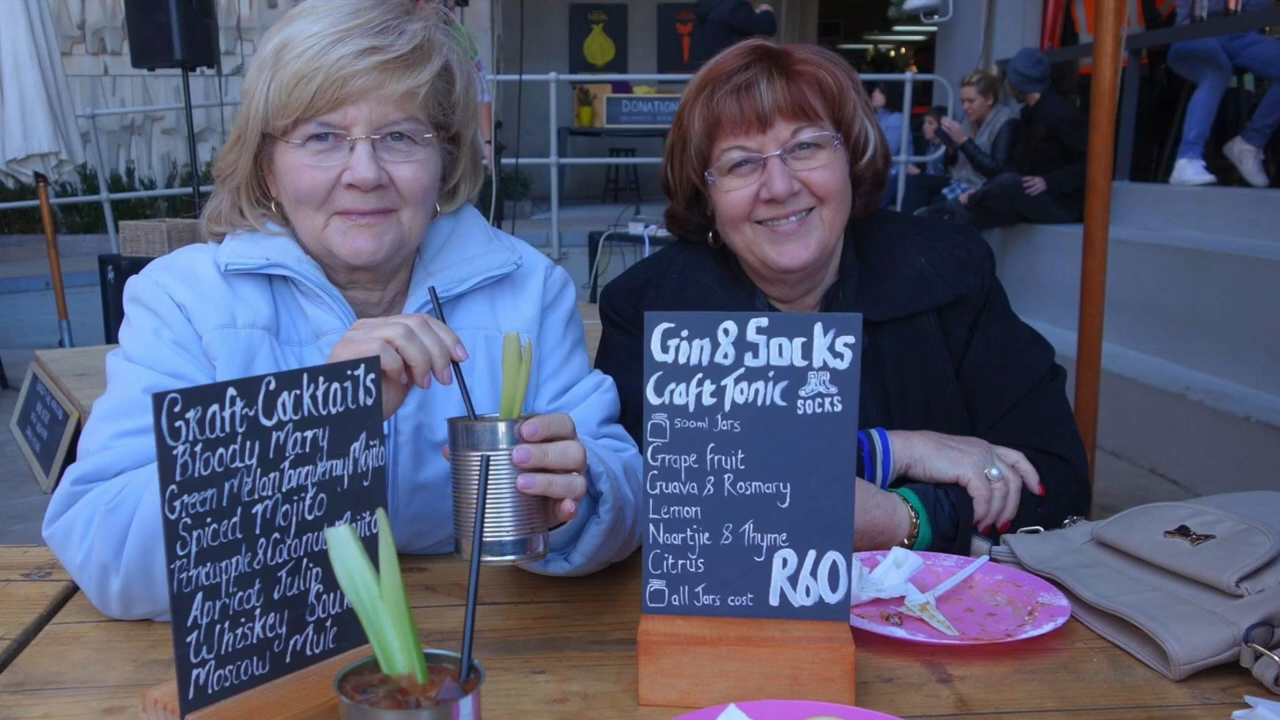 DONATION
Craft-Cocktails
Bloody Mary
Green Melon Tanqueray Mojito
Spiced Mojito
Pineapple & Coconut Mojito
Apricot Julip
Whiskey Sour
Moscow Mule
Gin & Socks
Craft Tonic
SOCKS
500ml Jars
Grape fruit
Guava & Rosmary
Lemon
Naartjie & Thyme
Citrus
all Jars cost R60